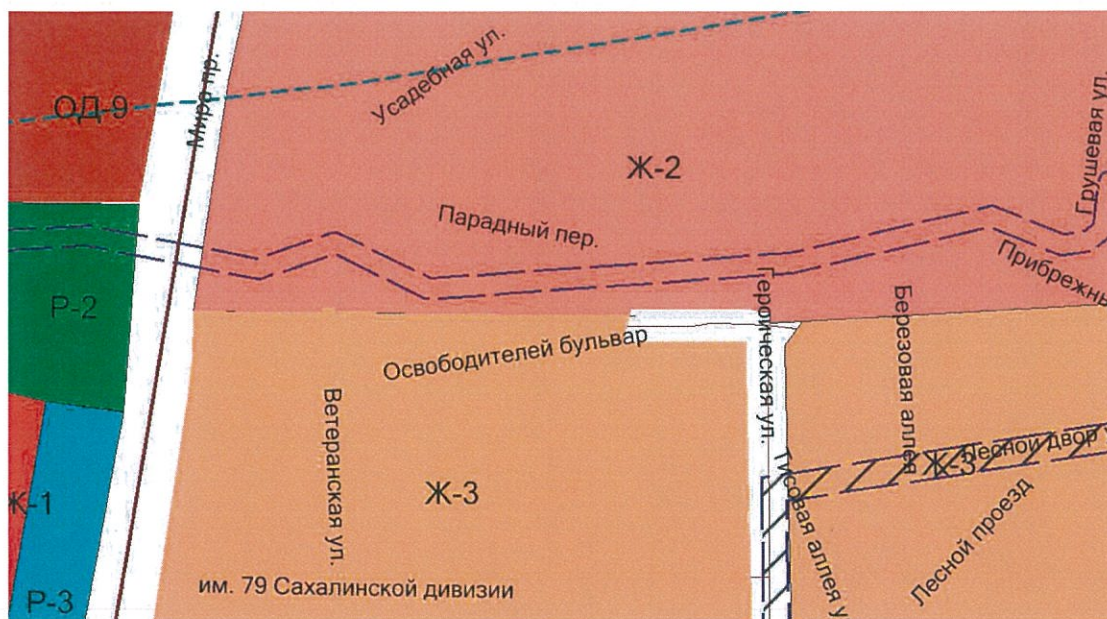 Усадебная ул.
Мира пр.
ОД-9
Ж-2
Грушевая ул.
Парадный пер.
Р-2
Героическая ул.
Березовая аллея
Освободителей бульвар
Ветеранская ул.
Лесной двор
Ж-3
Ж-3
Ж-1
Тисовая аллея у
Лесной проезд
им. 79 Сахалинской дивизии
Р-3